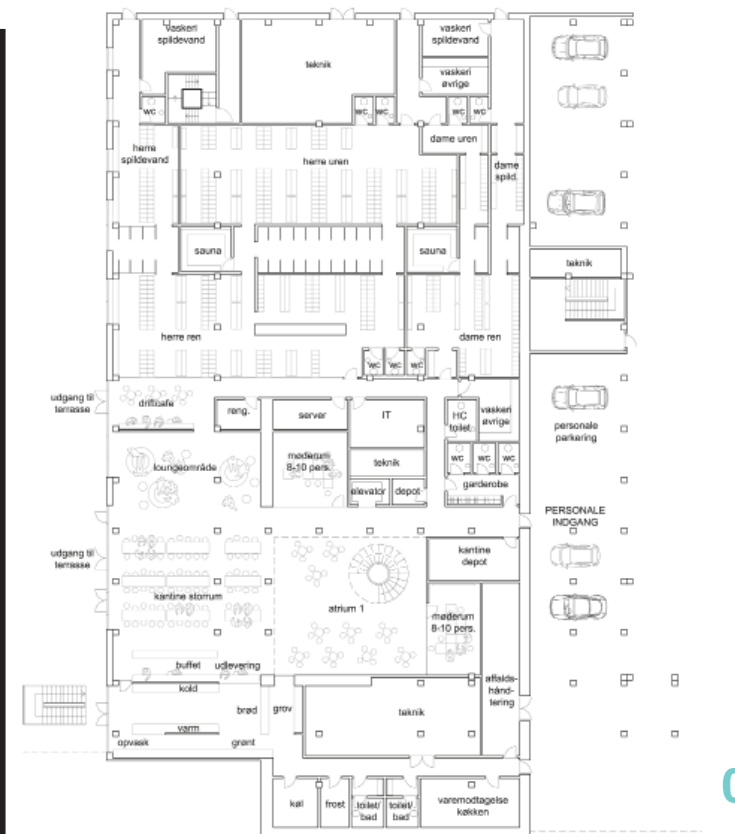 vaskeri
spildevand
teknik
vaskeri
spildevand
vaskeri
øvrige
wc
wc
wc
wc
wc
herre
spildevand
herre uren
dame uren
dame
spild.
sauna
sauna
teknik
herre ren
dame ren
wc
wc
wc
udgang til
terrasse
driftcafe
reng.
server
IT
HC
toilet
vaskeri
øvrige
personale
parkering
loungeområde
møderum
8-10 pers.
teknik
wc
wc
wc
elevator
depot
garderobe
PERSONALE
INDGANG
udgang til
terrasse
kantine
depot
kantine storrum
atrium 1
møderum
8-10 pers.
buffet
udlevering
kold
affalds-
hånd-
tering
brød
grov
teknik
varm
opvask
grønt
køl
frost
toilet/
bad
toilet/
bad
varemodtagelse
køkken